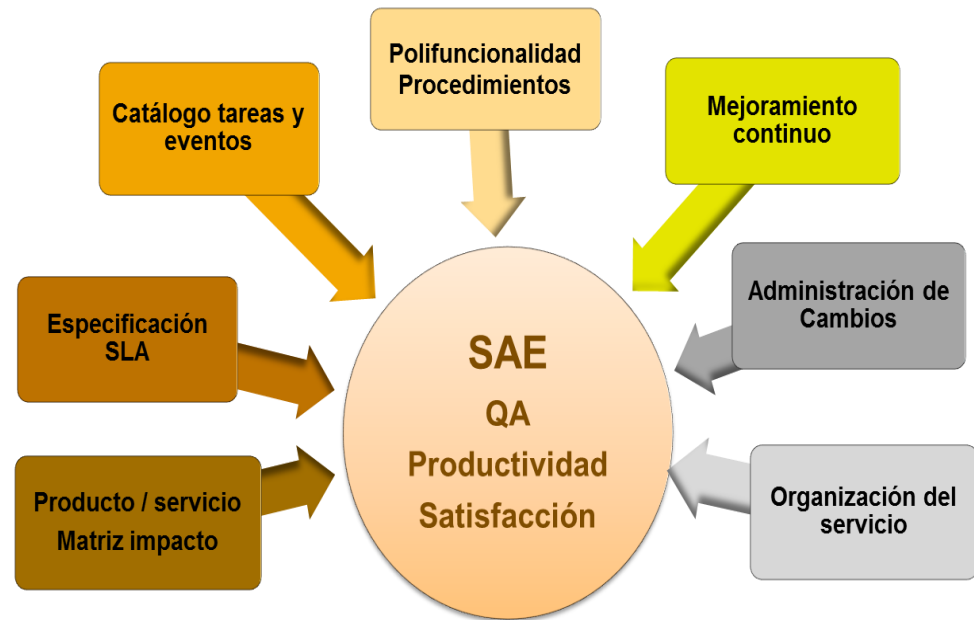 Polifuncionalidad
Procedimientos
Catálogo tareas y
eventos
Mejoramiento
continuo
Especificación
SLA
Administración de
Cambios
SAE
QA
Productividad
Satisfacción
Producto / servicio
Matriz impacto
Organización del
servicio